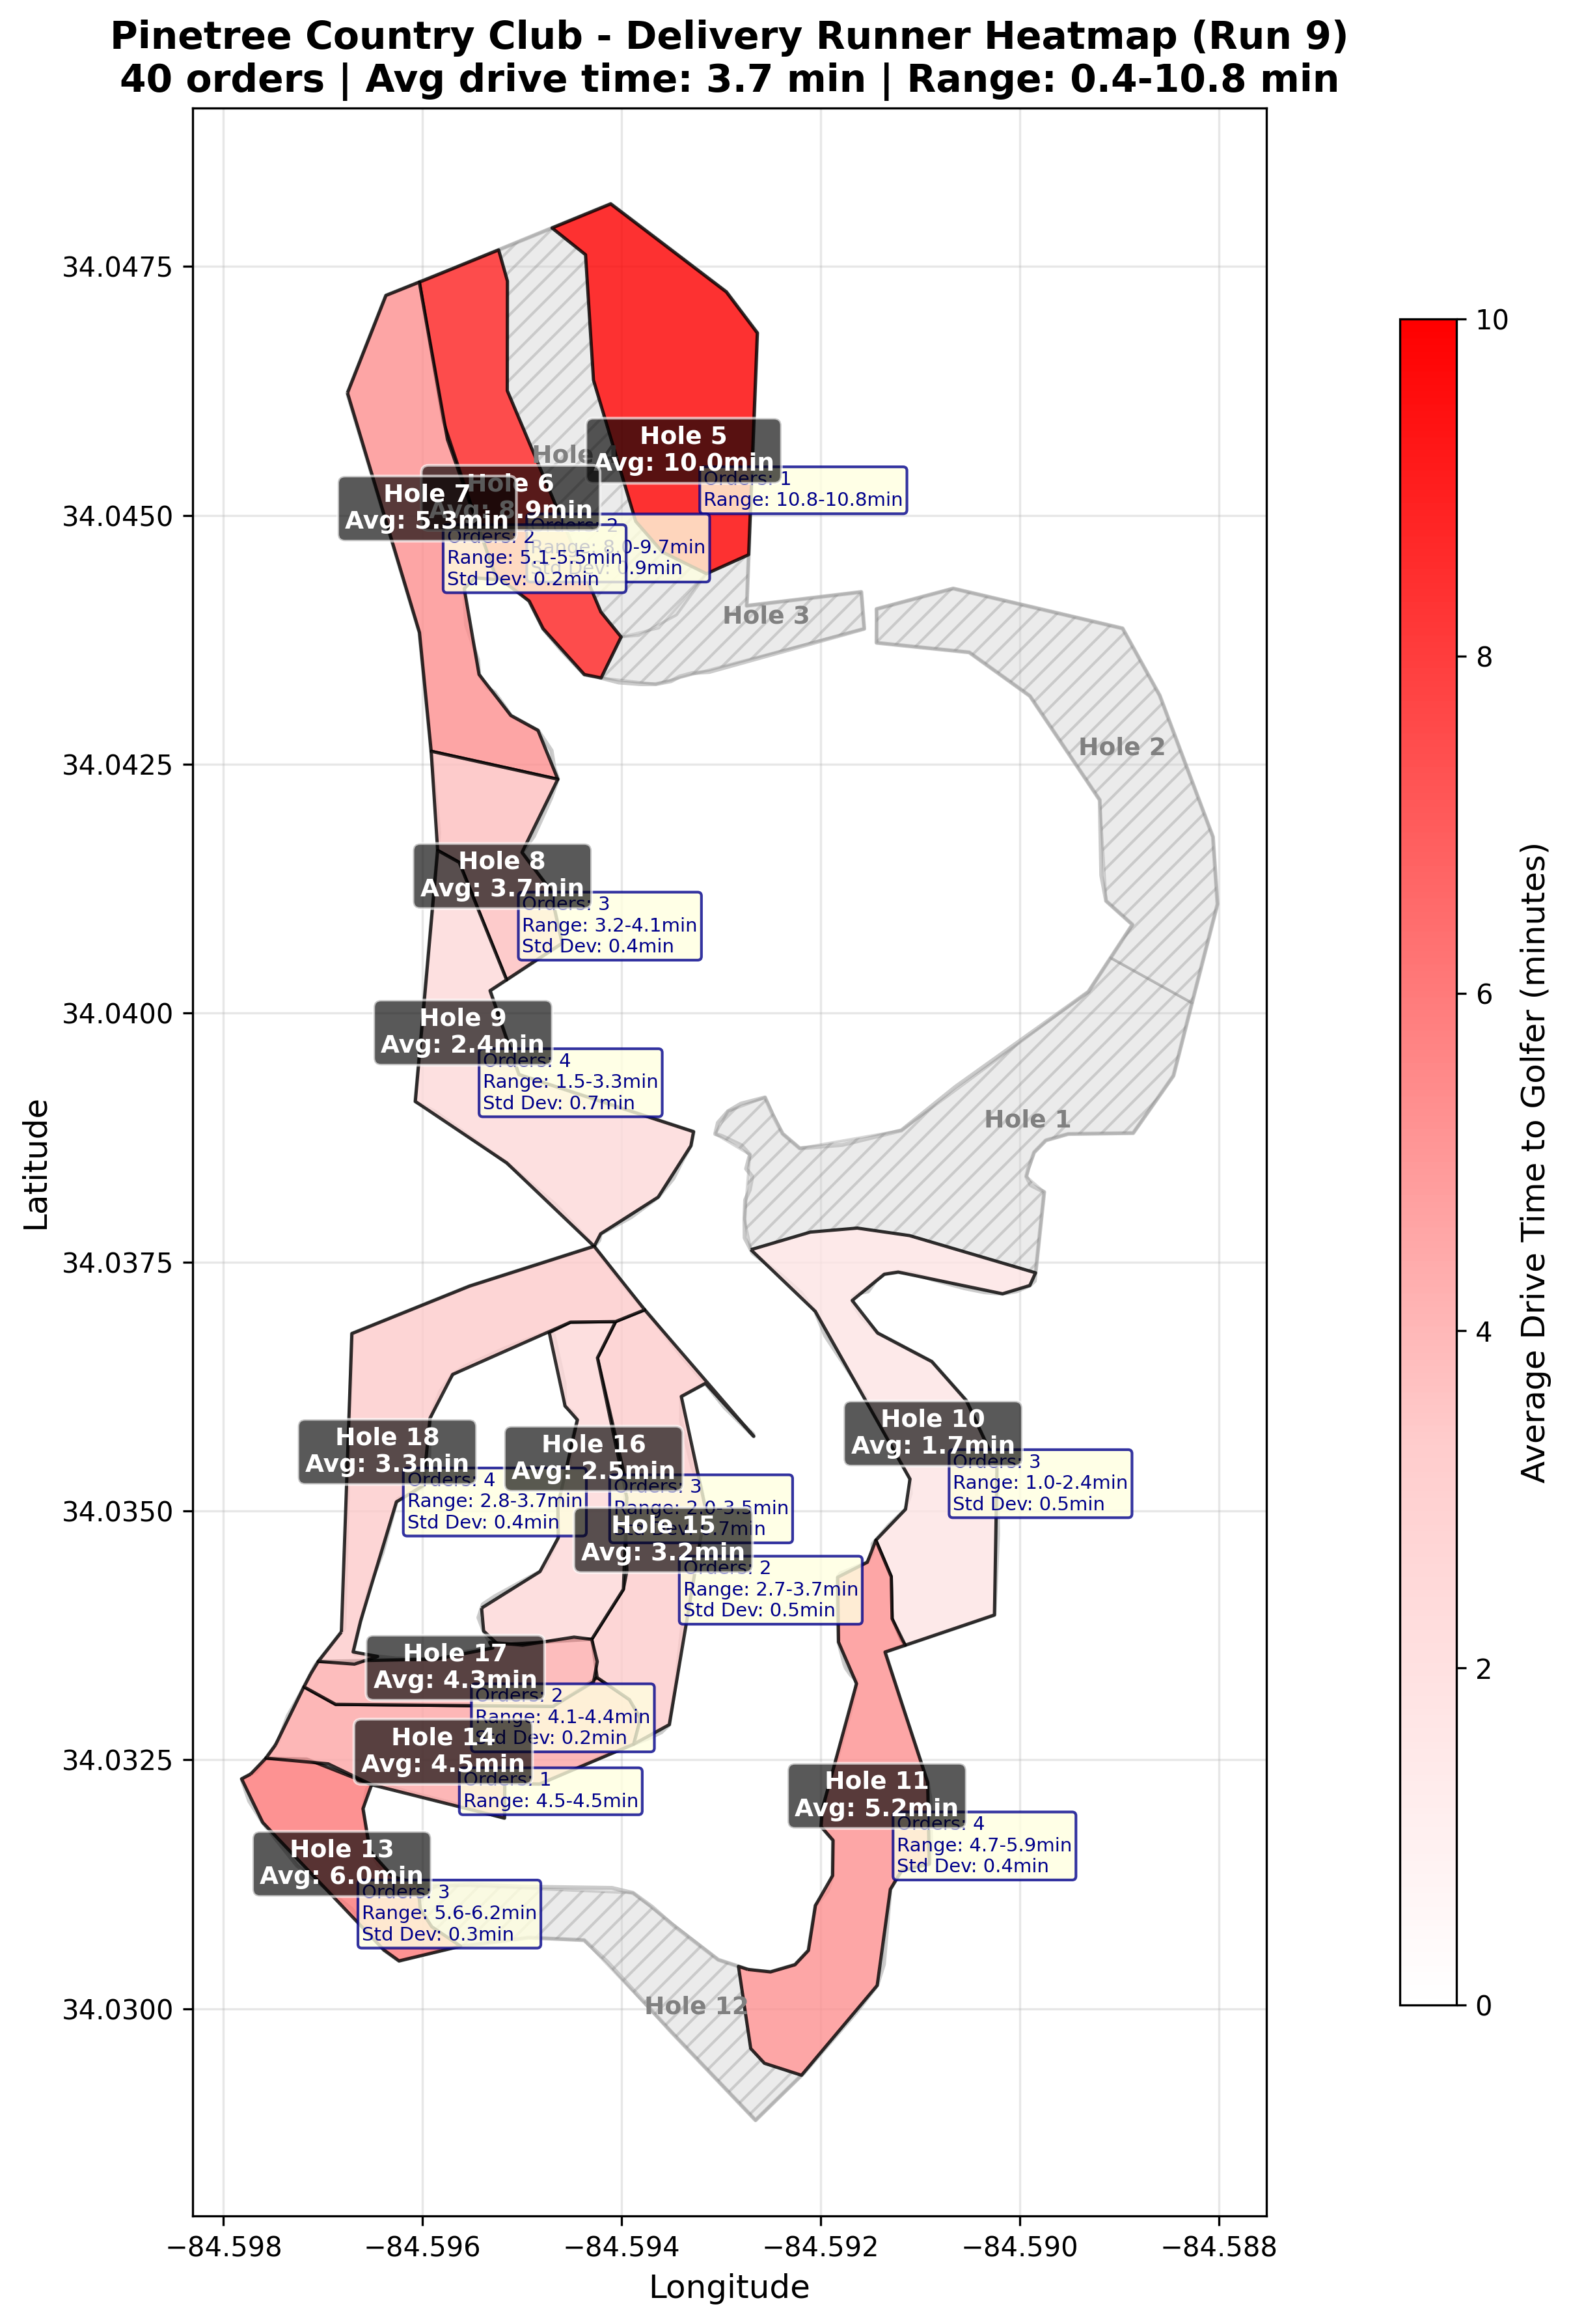 Pinetree Country Club - Delivery Runner Heatmap (Run 9)
40 orders | Avg drive time: 3.7 min | Range: 0.4-10.8 min
34.0475
34.0450
34.0425
34.0400
34.0375
34.0350
34.0325
34.0300
Latitude
−84.598
−84.596
−84.594
−84.592
−84.590
−84.588
Longitude
Hole 5
Avg: 10.0min
Orders: 1
Range: 10.8-10.8min
Hole
Hole 6
Avg: 8.9min
Orders: 2
Range: 8.0-9.7min
Std Dev: 0.9min
Hole 7
Avg: 5.3min
Orders: 2
Range: 5.1-5.5min
Std Dev: 0.2min
Hole 3
Hole 2
Hole 1
Hole 8
Avg: 3.7min
Orders: 3
Range: 3.2-4.1min
Std Dev: 0.4min
Hole 9
Avg: 2.4min
Orders: 4
Range: 1.5-3.3min
Std Dev: 0.7min
Hole 10
Avg: 1.7min
Orders: 3
Range: 1.0-2.4min
Std Dev: 0.5min
Hole 18
Avg: 3.3min
Orders: 4
Range: 2.8-3.7min
Std Dev: 0.4min
Hole 16
Avg: 2.5min
Orders: 3
Range: 2.0-3.5min
Std Dev: 0.7min
Hole 15
Avg: 3.2min
Orders: 2
Range: 2.7-3.7min
Std Dev: 0.5min
Hole 17
Avg: 4.3min
Orders: 2
Range: 4.1-4.4min
Std Dev: 0.2min
Hole 14
Avg: 4.5min
Orders: 1
Range: 4.5-4.5min
Hole 11
Avg: 5.2min
Orders: 4
Range: 4.7-5.9min
Std Dev: 0.4min
Hole 13
Avg: 6.0min
Orders: 3
Range: 5.6-6.2min
Std Dev: 0.3min
Hole 12
10
8
6
4
2
0
Average Drive Time to Golfer (minutes)